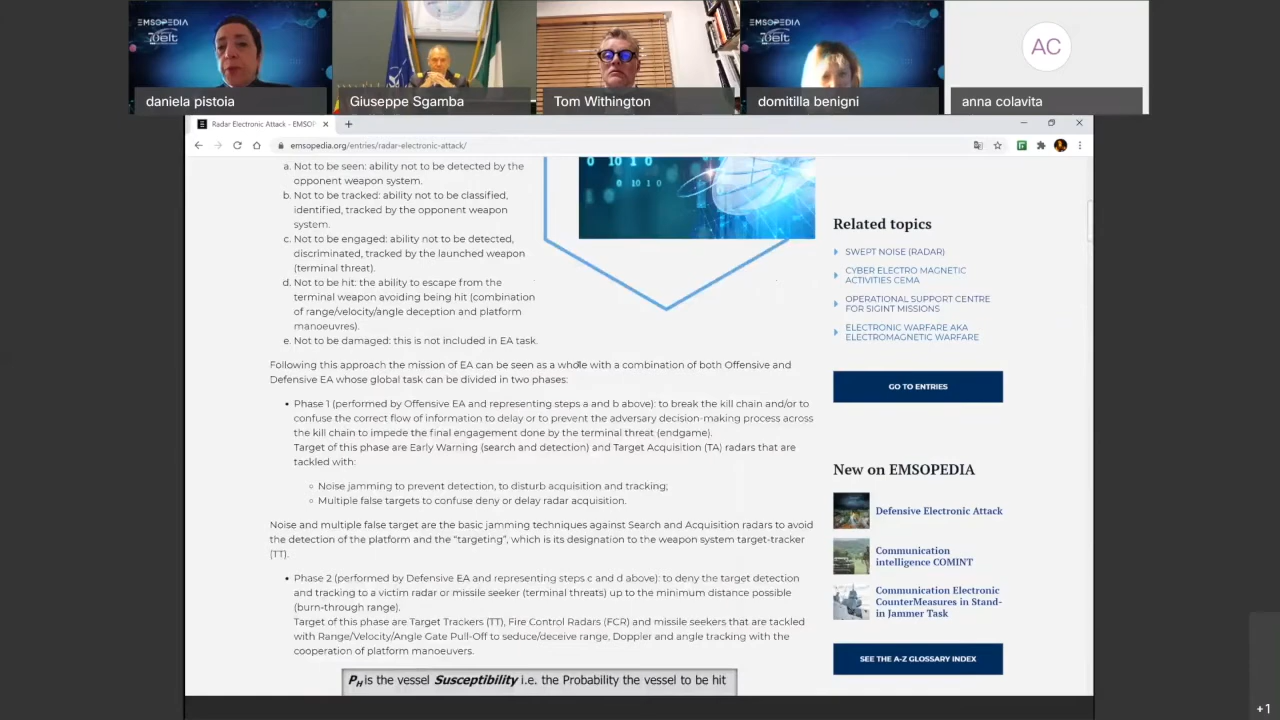 EMSOPEDIA
EMSOPEDIA
AC
daniela pistoia
Giuseppe Sgamba
Tom Withington
domitilla benigni
anna colavita
Radar Electronic Attack - EMSOP
emsopedia.org/entries/radar-electronic-attack/
a. Not to be seen: ability not to be detected by the
opponent weapon system.
b. Not to be tracked: ability not to be classified,
identified, tracked by the opponent weapon
system.
c. Not to be engaged: ability not to be detected,
discriminated, tracked by the launched weapon
(terminal threat).
d. Not to be hit: the ability to escape from the
terminal weapon avoiding being hit (combination
of range/velocity/angle deception and platform
manoeuvres).
e. Not to be damaged: this is not included in EA task.
0 10 1 0
0 10 1 0
Following this approach the mission of EA can be seen as a whole with a combination of both Offensive and
Defensive EA whose global task can be divided in two phases:
• Phase 1 (performed by Offensive EA and representing steps a and b above): to break the kill chain and/or to
confuse the correct flow of information to delay or to prevent the adversary decision-making process across
the kill chain to impede the final engagement done by the terminal threat (endgame).
Target of this phase are Early Warning (search and detection) and Target Acquisition (TA) radars that are
tackled with:
◦ Noise jamming to prevent detection, to disturb acquisition and tracking;
◦ Multiple false targets to confuse deny or delay radar acquisition.
Noise and multiple false target are the basic jamming techniques against Search and Acquisition radars to avoid
the detection of the platform and the “targeting”, which is its designation to the weapon system target-tracker
(TT).
• Phase 2 (performed by Defensive EA and representing steps c and d above): to deny the target detection
and tracking to a victim radar or missile seeker (terminal threats) up to the minimum distance possible
(burn-through range).
Target of this phase are Target Trackers (TT), Fire Control Radars (FCR) and missile seekers that are tackled
with Range/Velocity/Angle Gate Pull-Off to seduce/deceive range, Doppler and angle tracking with the
cooperation of platform manoeuvers.
PH is the vessel Susceptibility i.e. the Probability the vessel to be hit
Related topics
SWEPT NOISE (RADAR)
CYBER ELECTRO MAGNETIC
ACTIVITIES CEMA
OPERATIONAL SUPPORT CENTRE
FOR SIGINT MISSIONS
ELECTRONIC WARFARE AKA
ELECTROMAGNETIC WARFARE
GO TO ENTRIES
New on EMSOPEDIA
Defensive Electronic Attack
Communication
intelligence COMINT
Communication Electronic
CounterMeasures in Stand-
in Jammer Task
SEE THE A-Z GLOSSARY INDEX
+1